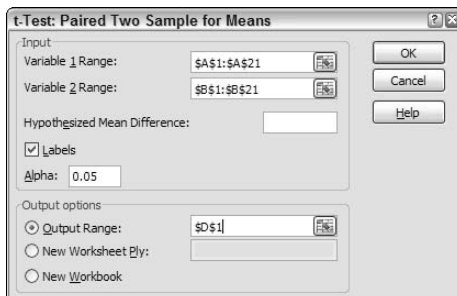 t-Test: Paired Two Sample for Means
Input
Variable 1 Range: $A$1:$A$21
Variable 2 Range: $B$1:$B$21
Hypothesized Mean Difference:
Labels
Alpha: 0.05
Output options
Output Range: $D$1
New Worksheet Ply:
New Workbook
OK
Cancel
Help